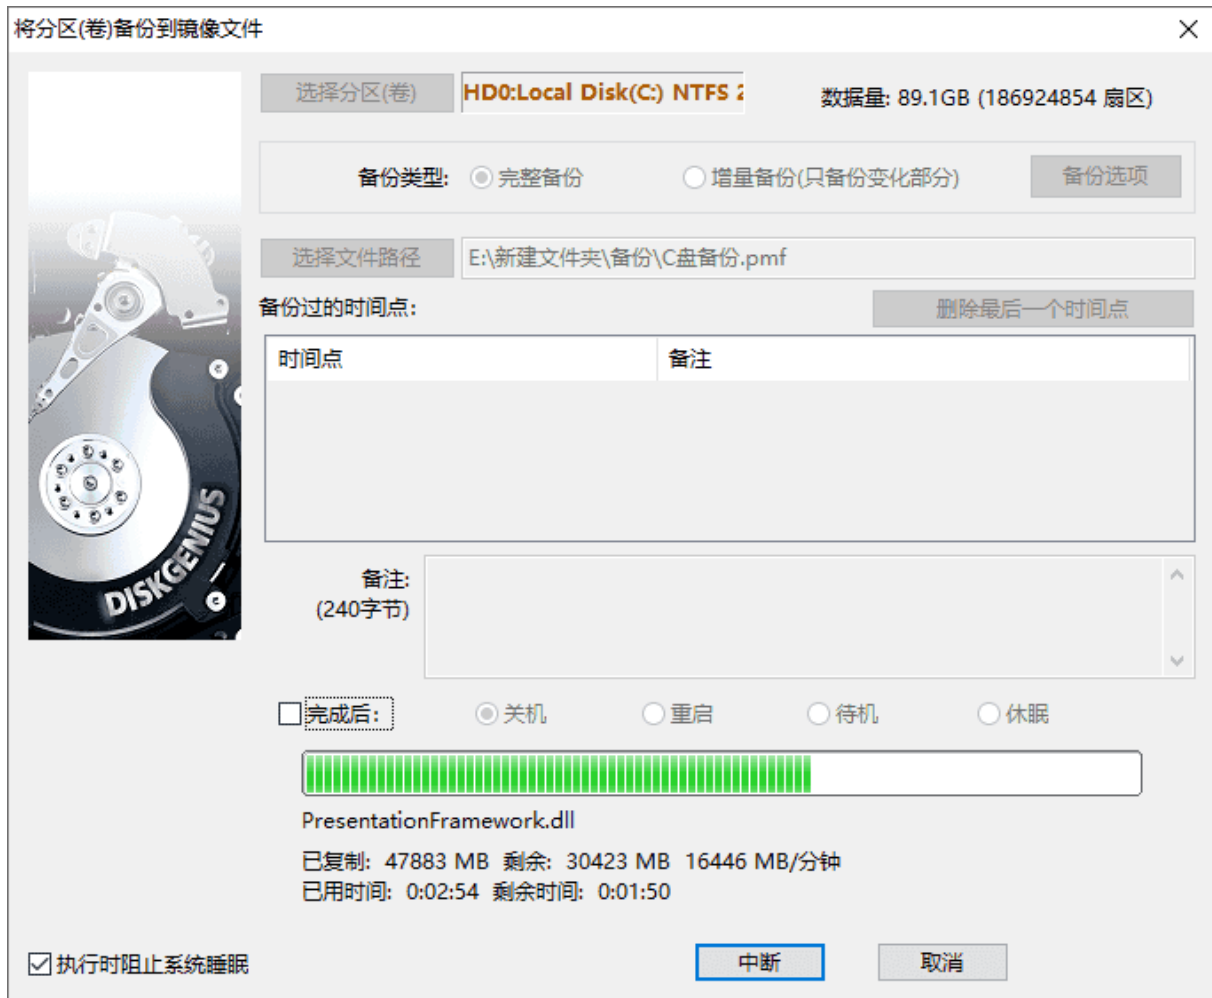 将分区(卷)备份到镜像文件
选择分区(卷) HD0:Local Disk(C:) NTFS 数据量: 89.1GB (186924854 扇区)
备份类型: 完整备份 增量备份(只备份变化部分) 备份选项
选择文件路径 E:\新建文件夹\备份\C盘备份.pmf
备份过的时间点: 删除最后一个时间点
时间点 备注
备注:
(240字节)
DISKGENIUS
完成后: 关机 重启 待机 休眠
PresentationFramework.dll
已复制: 47883 MB 剩余: 30423 MB 16446 MB/分钟
已用时间: 0:02:54 剩余时间: 0:01:50
执行时阻止系统睡眠 中断 取消